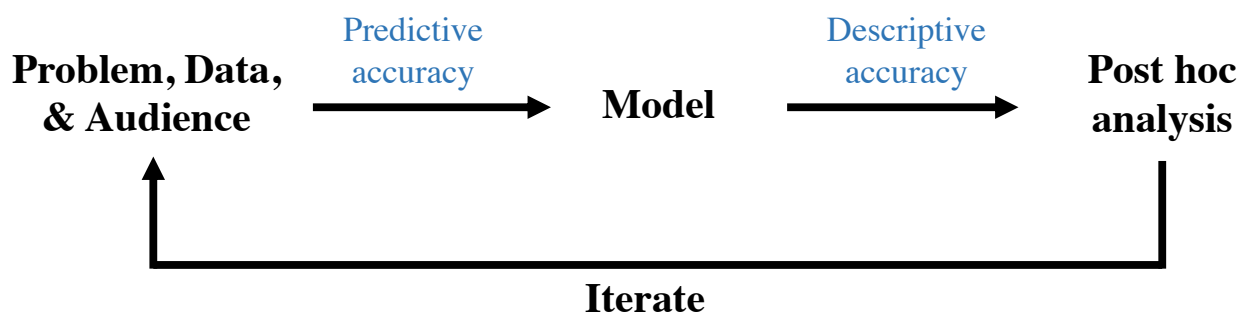 Problem, Data,
& Audience
Predictive
accuracy
Model
Descriptive
accuracy
Post hoc
analysis
Iterate